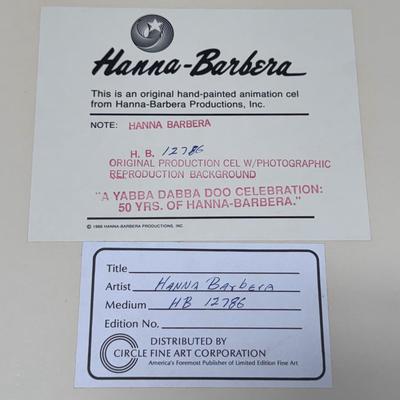 Hanna-Barbera
This is an original hand-painted animation cel
from Hanna-Barbera Productions, Inc.
NOTE: HANNA BARBERA
H. B. 12786
ORIGINAL PRODUCTION CEL W/PHOTOGRAPHIC
REPRODUCTION BACKGROUND
"A YABBA DABBA DOO CELEBRATION:
50 YRS. OF HANNA-BARBERA."
© 1988 HANNA-BARBERA PRODUCTIONS, INC.
Title
Artist Hanna Barbera
Medium HB 12786
Edition No.
DISTRIBUTED BY
CIRCLE FINE ART CORPORATION
America's Foremost Publisher of Limited Edition Fine Art